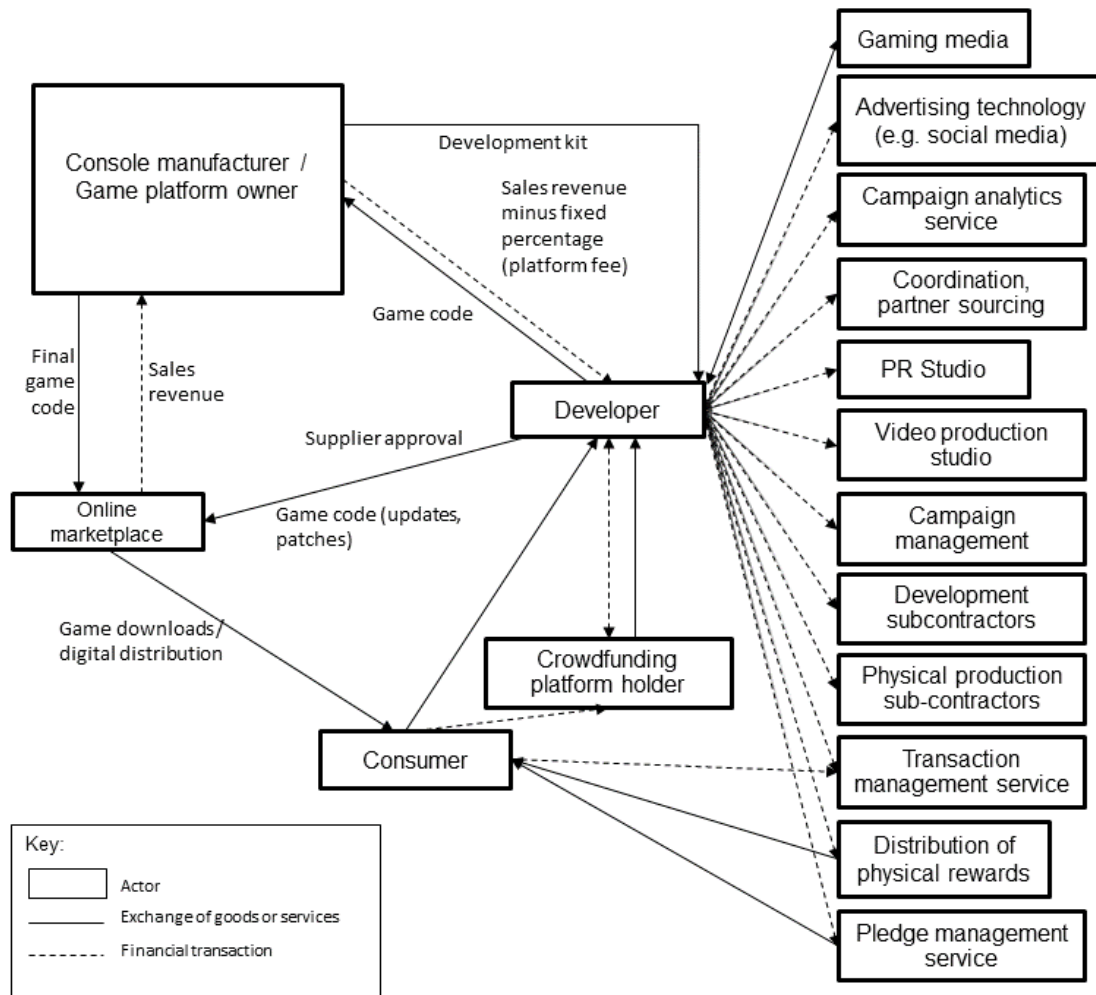 Gaming media
Advertising technology
(e.g. social media)
Console manufacturer /
Game platform owner
Development kit
Sales revenue
minus fixed
percentage
(platform fee)
Campaign analytics
service
Coordination,
partner sourcing
Game code
Final
game
code
Sales
revenue
PR Studio
Developer
Video production
studio
Supplier approval
Online
marketplace
Game code (updates,
patches)
Campaign
management
Development
subcontractors
Game downloads/
digital distribution
Crowdfunding
platform holder
Physical production
sub-contractors
Consumer
Transaction
management service
Distribution of
physical rewards
Pledge management
service
Key:
Actor
Exchange of goods or services
Financial transaction